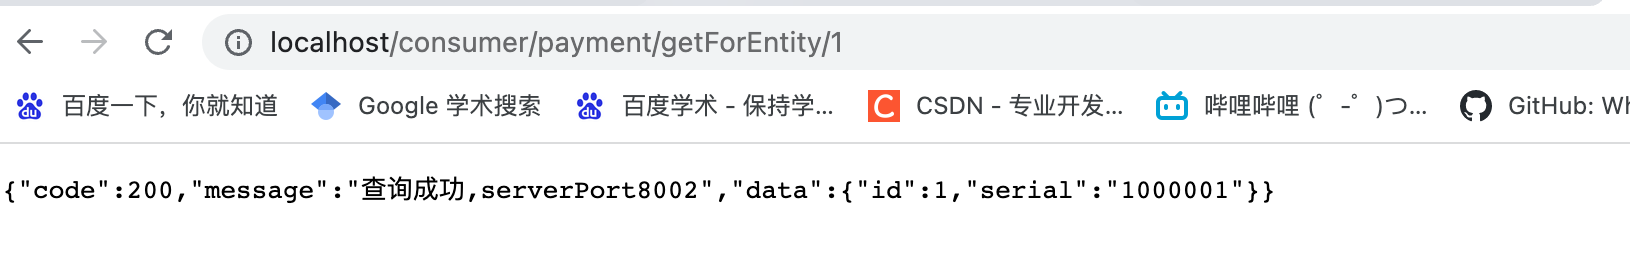 localhost/consumer/payment/getForEntity/1
百度一下，你就知道 Google 学术搜索 百度学术 - 保持学... CSDN - 专业开发... 哔哩哔哩 (゜-゜)つ... GitHub: Wh
{"code":200,"message":"查询成功,serverPort8002","data":{"id":1,"serial":"1000001"}}